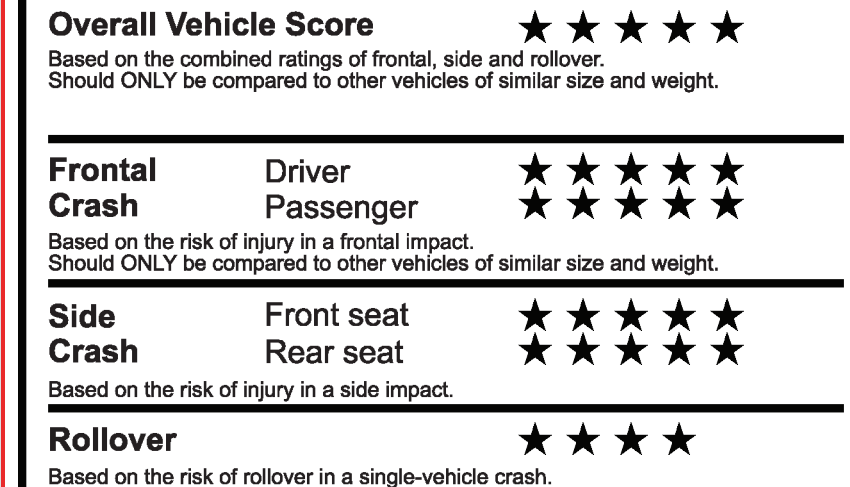 Overall Vehicle Score ★ ★ ★ ★ ★
Based on the combined ratings of frontal, side and rollover.
Should ONLY be compared to other vehicles of similar size and weight.
Frontal Driver ★ ★ ★ ★ ★
Crash Passenger ★ ★ ★ ★ ★
Based on the risk of injury in a frontal impact.
Should ONLY be compared to other vehicles of similar size and weight.
Side Front seat ★ ★ ★ ★ ★
Crash Rear seat ★ ★ ★ ★ ★
Based on the risk of injury in a side impact.
Rollover ★ ★ ★ ★
Based on the risk of rollover in a single-vehicle crash.